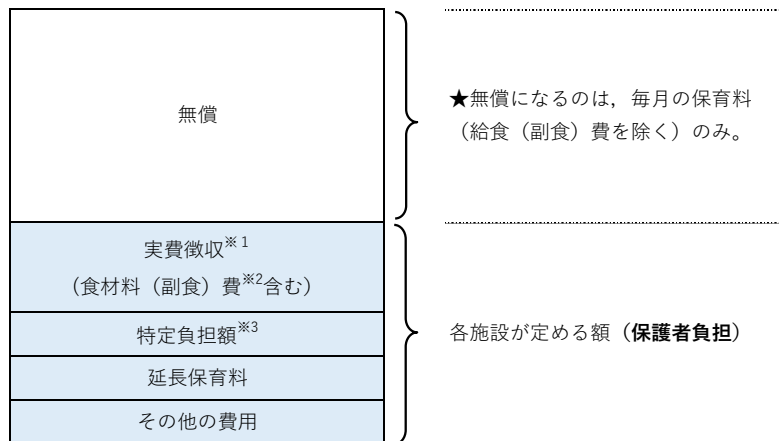 無償
★無償になるのは，毎月の保育料
（給食（副食）費を除く）のみ。
実費徴収※１
（食材料（副食）費※2含む）
特定負担額※3
延長保育料
その他の費用
各施設が定める額（保護者負担）